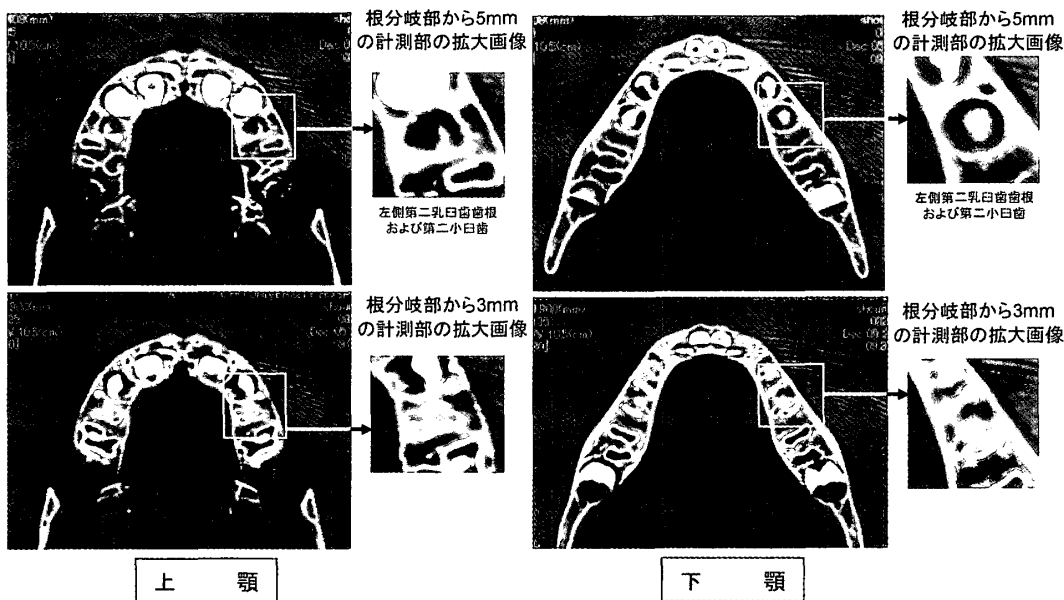 根分岐部から5mm
の計測部の拡大画像
左側第二乳臼歯歯根
および第二小臼歯
根分岐部から5mm
の計測部の拡大画像
左側第二乳臼歯歯根
および第二小臼歯
根分岐部から3mm
の計測部の拡大画像
根分岐部から3mm
の計測部の拡大画像
上 顎
下 顎